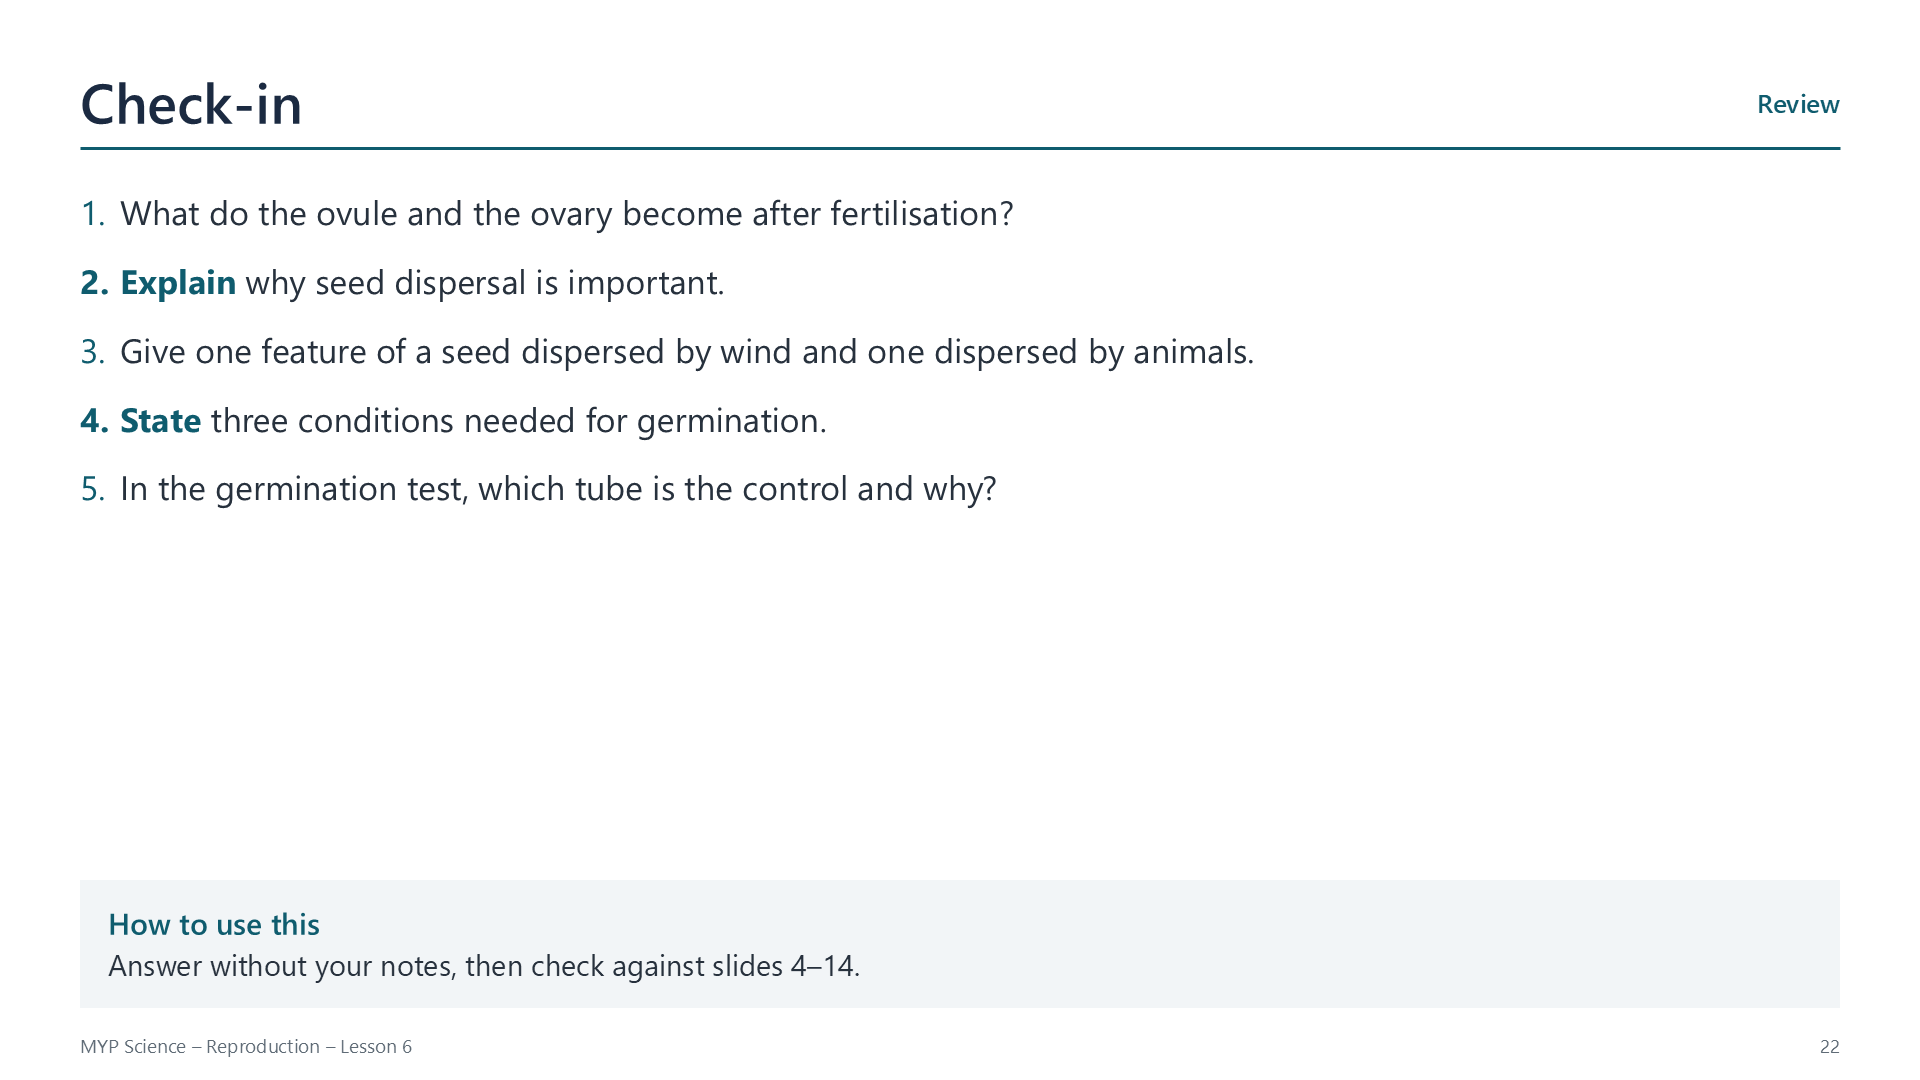 Check-in
Review
1. What do the ovule and the ovary become after fertilisation?
2. Explain why seed dispersal is important.
3. Give one feature of a seed dispersed by wind and one dispersed by animals.
4. State three conditions needed for germination.
5. In the germination test, which tube is the control and why?
How to use this
Answer without your notes, then check against slides 4–14.
MYP Science – Reproduction – Lesson 6
22